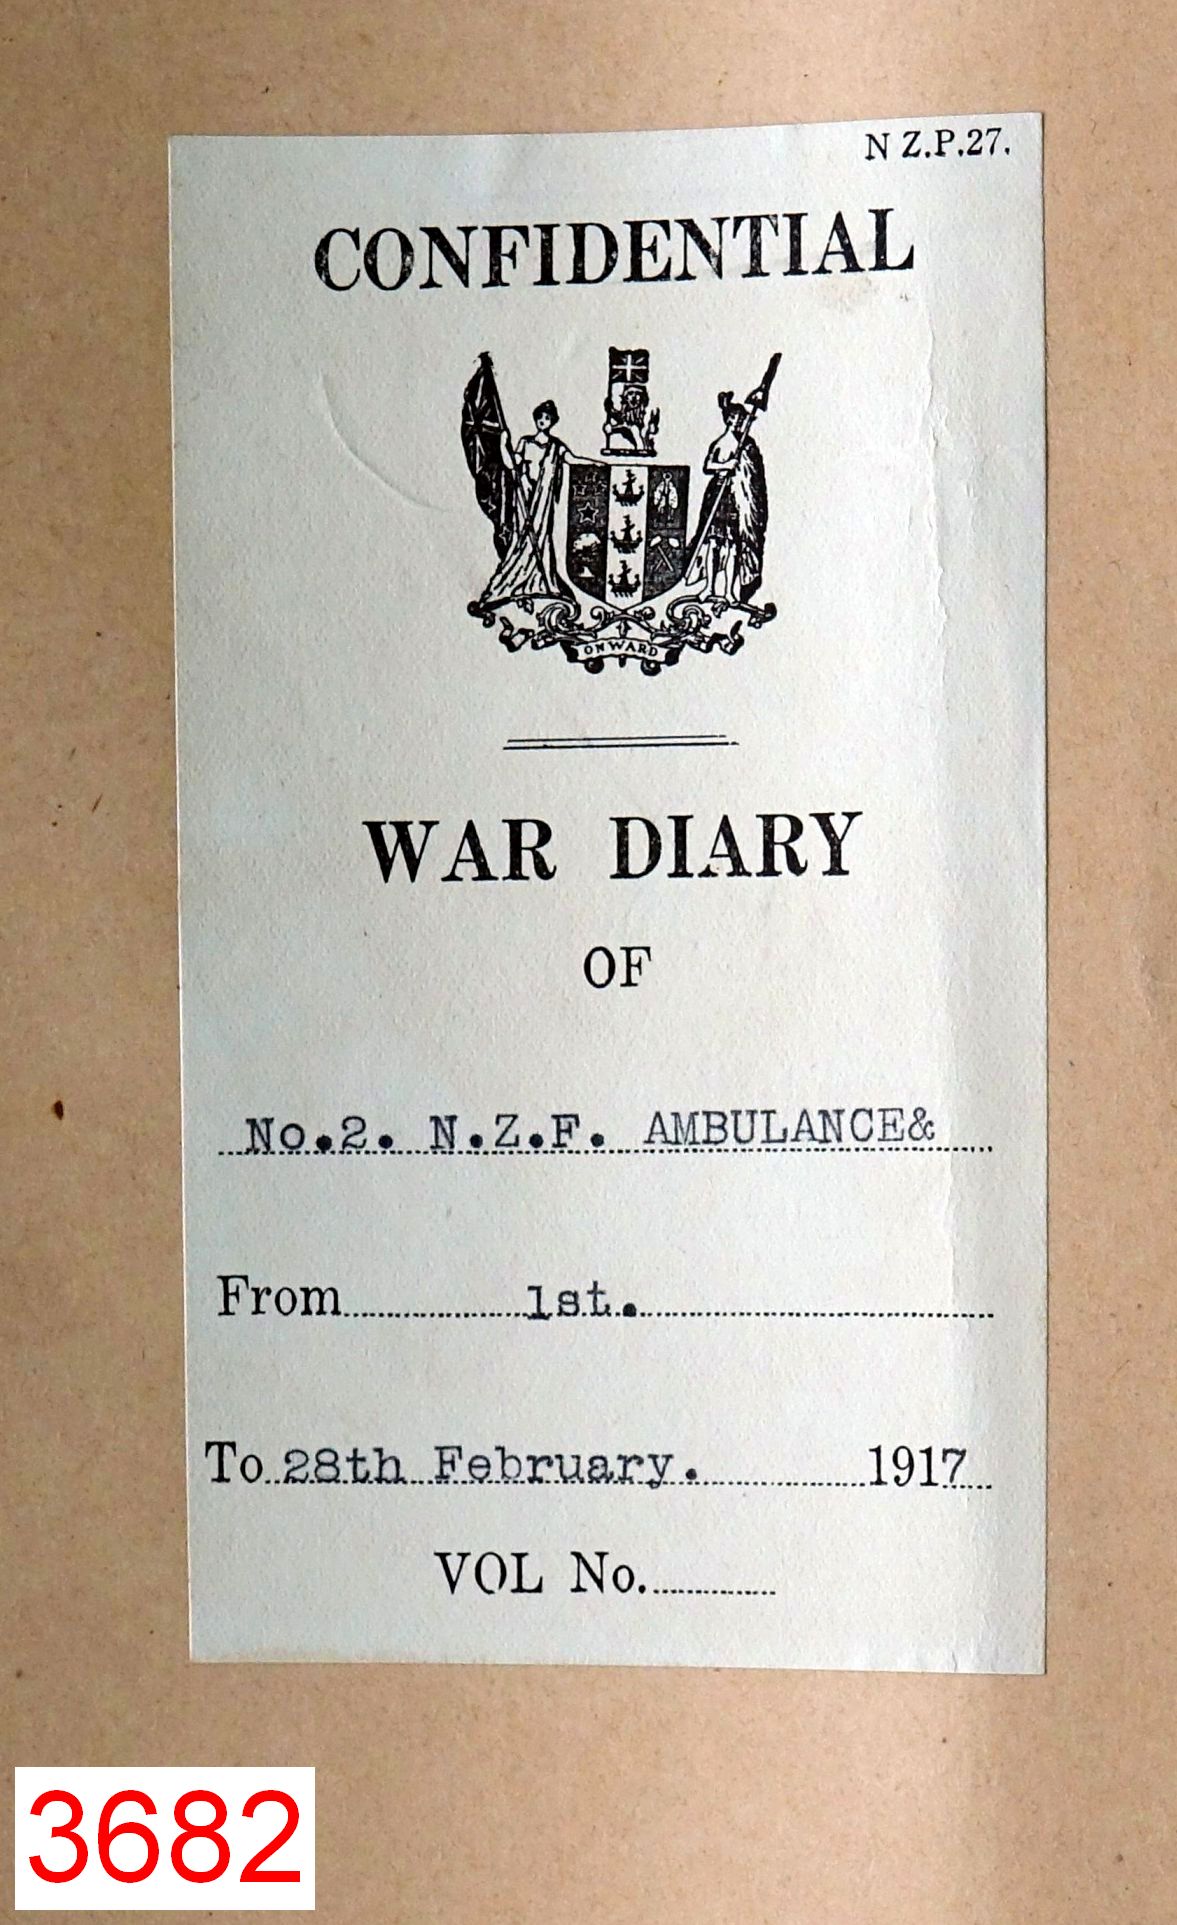 N Z.P.27.
CONFIDENTIAL
ONWARD
WAR DIARY
OF
No.2. N.Z.F. AMBULANCE&
From 1st.
To 28th February. 1917
VOL No.
3682